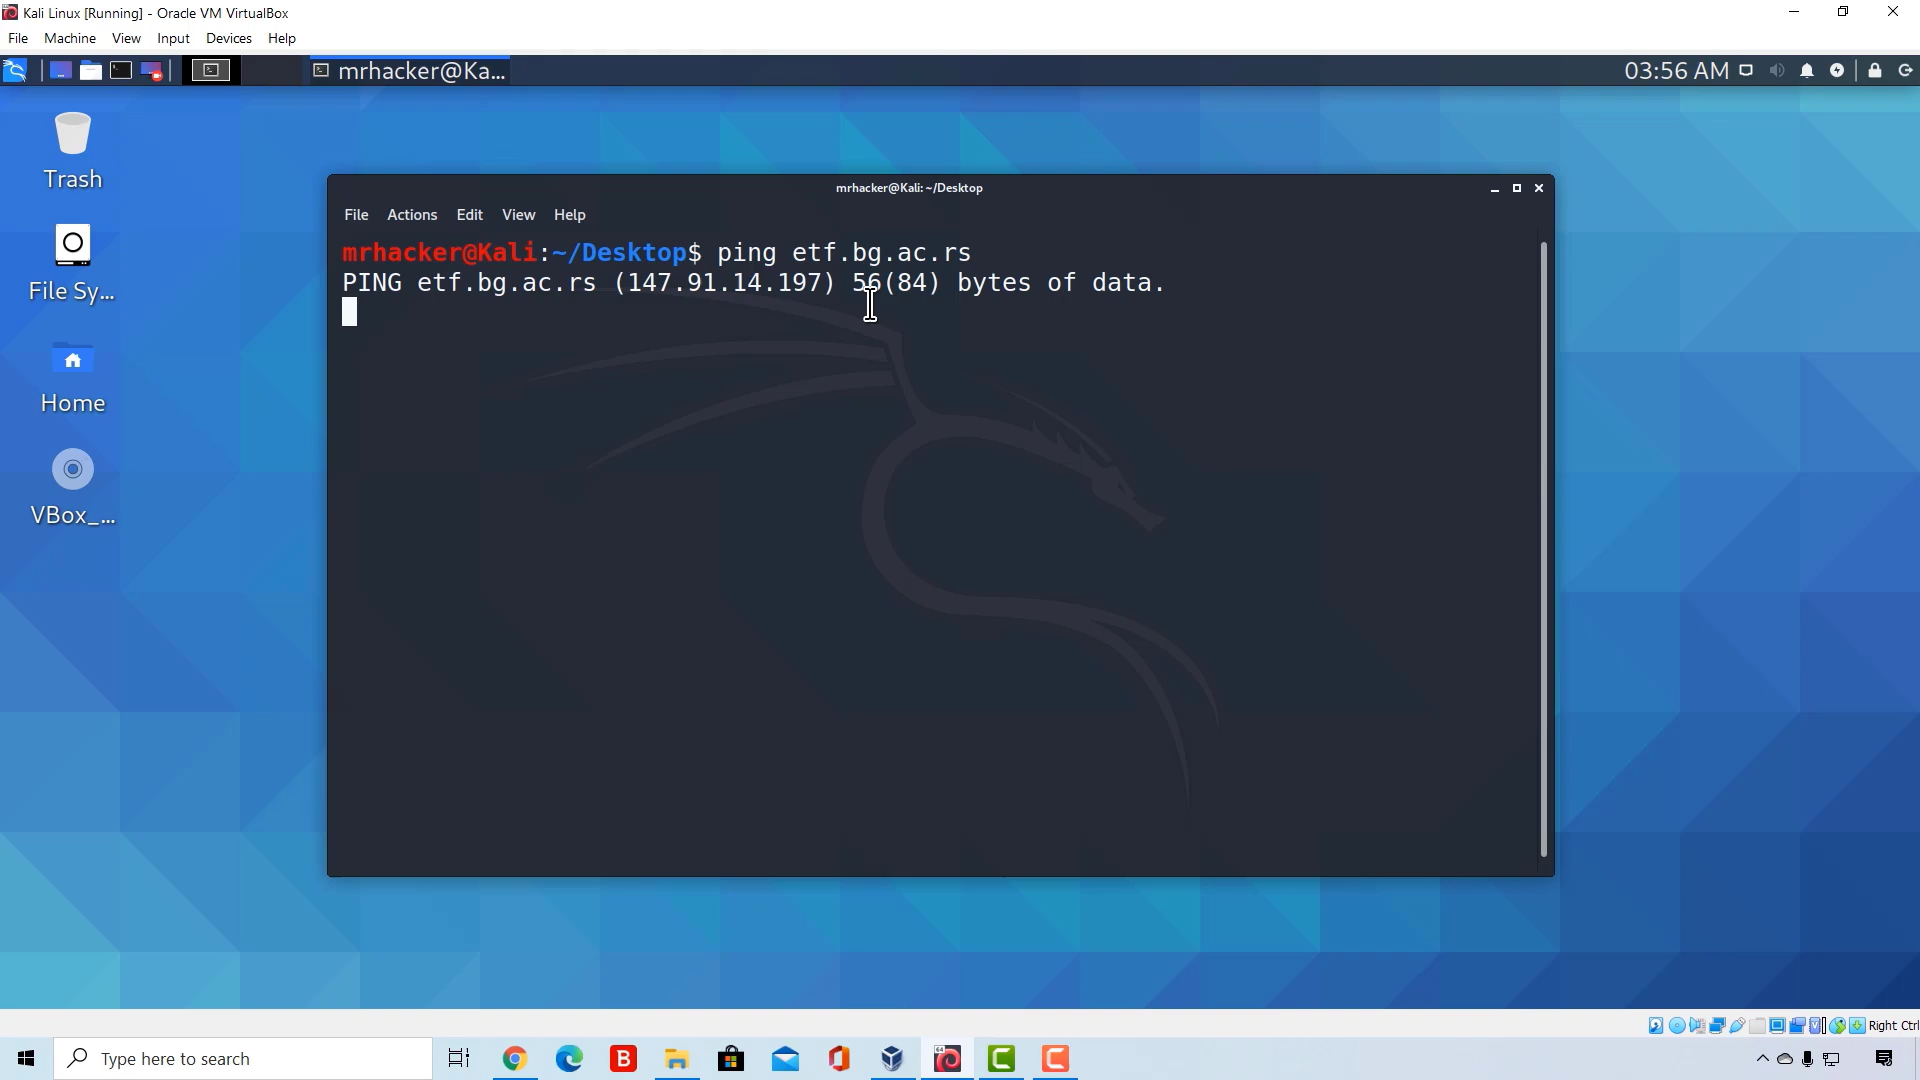 Kali Linux [Running] - Oracle VM VirtualBox
File Machine View Input Devices Help
mrhacker@Ka...
03:56 AM
Trash
File Sy...
Home
VBox_...
mrhacker@Kali: ~/Desktop
File Actions Edit View Help
mrhacker@Kali:~/Desktop$ ping etf.bg.ac.rs
PING etf.bg.ac.rs (147.91.14.197) 56(84) bytes of data.
Right Ctrl
Type here to search
B